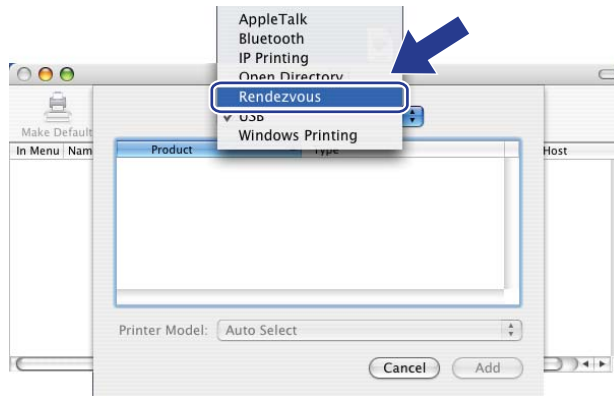 AppleTalk
Bluetooth
IP Printing
Open Directory
Rendezvous
USB
Windows Printing
Make Default
In Menu Nam Product Type Host
Printer Model: Auto Select
Cancel Add